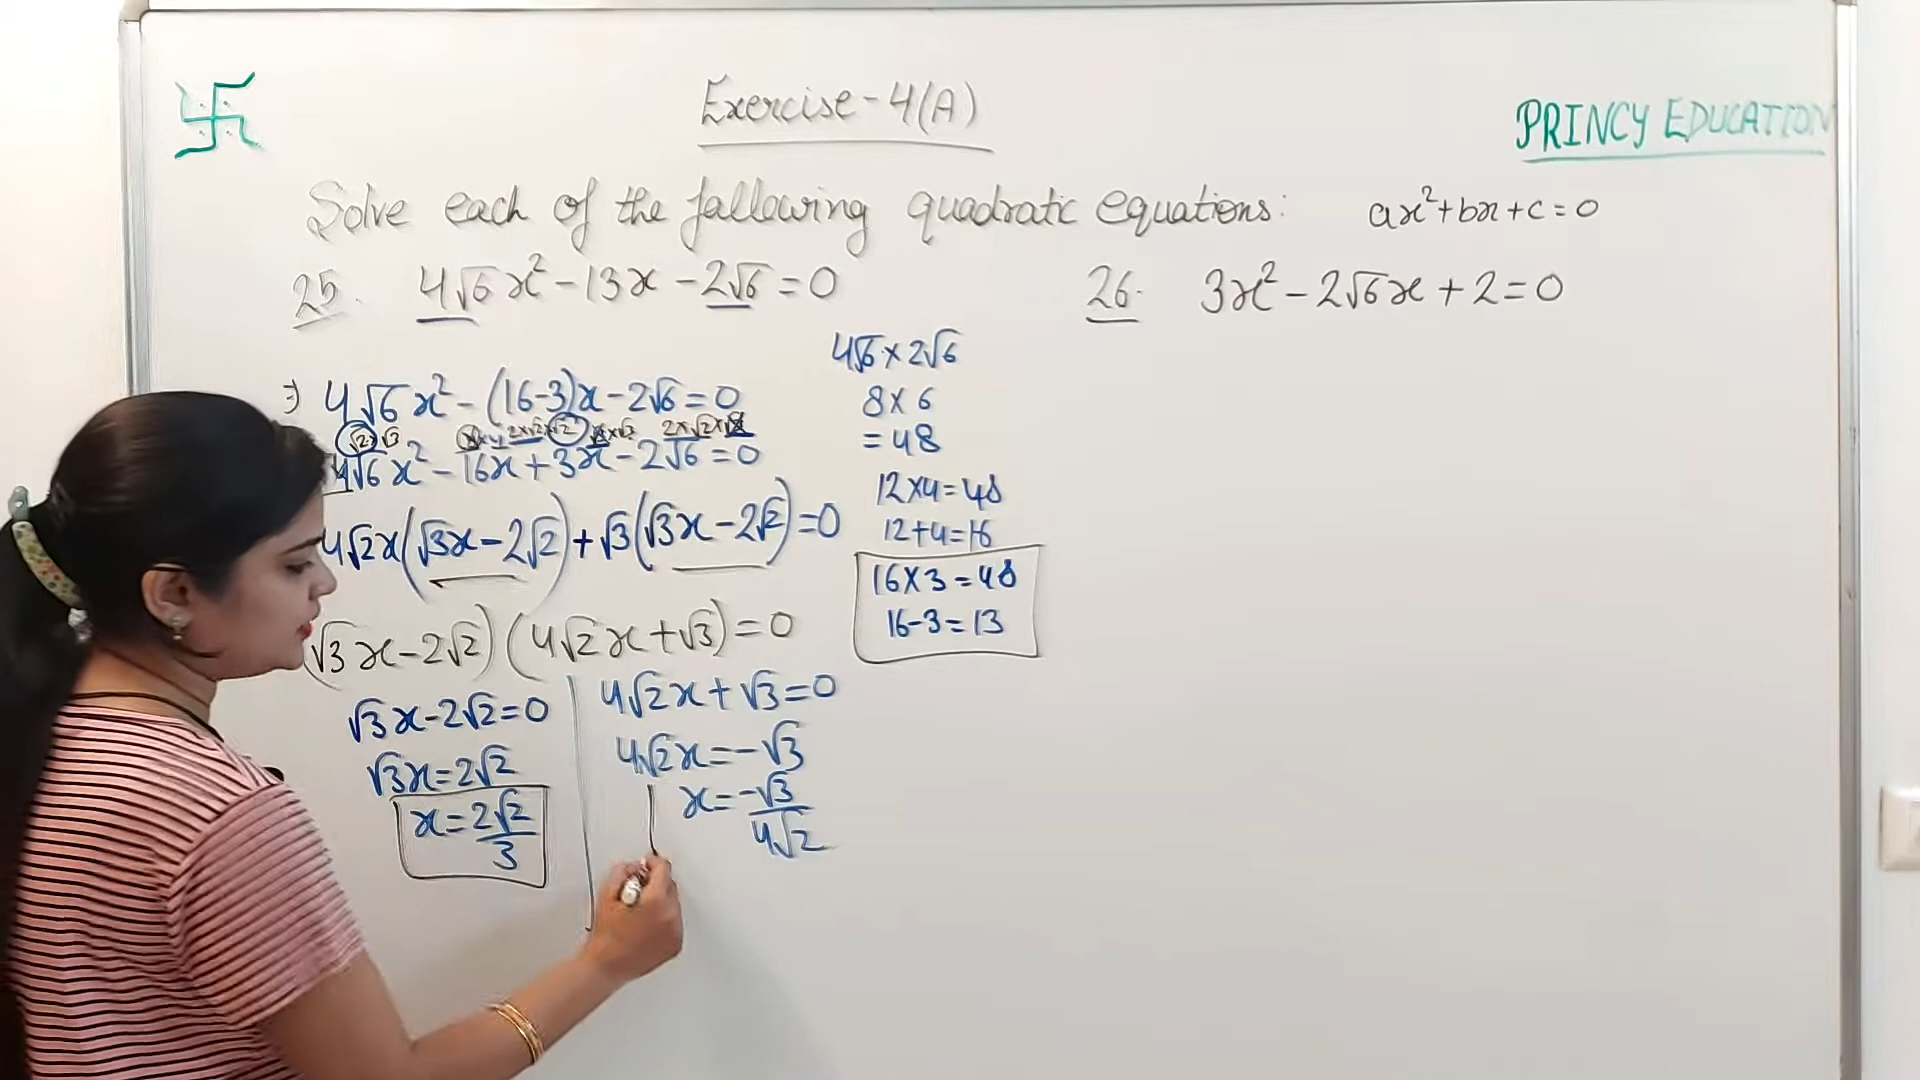 Exercise-4(A)
PRINCY EDUCATION
Solve each of the following quadratic equations: ax²+bx+c=0
25. 4√6x²-13x-2√6=0
⇒ 4√6x²-(16-3)x-2√6=0
4√6x²-16x+3x-2√6=0
4√2x(√3x-2√2)+√3(√3x-2√2)=0
(√3x-2√2)(4√2x+√3)=0
√3x-2√2=0
√3x=2√2
x=2√2/3
4√2x+√3=0
4√2x=-√3
x=-√3/4√2
4√6×2√6
8×6
=48
12×4=48
12+4=16
16×3=48
16-3=13
26. 3x²-2√6x+2=0